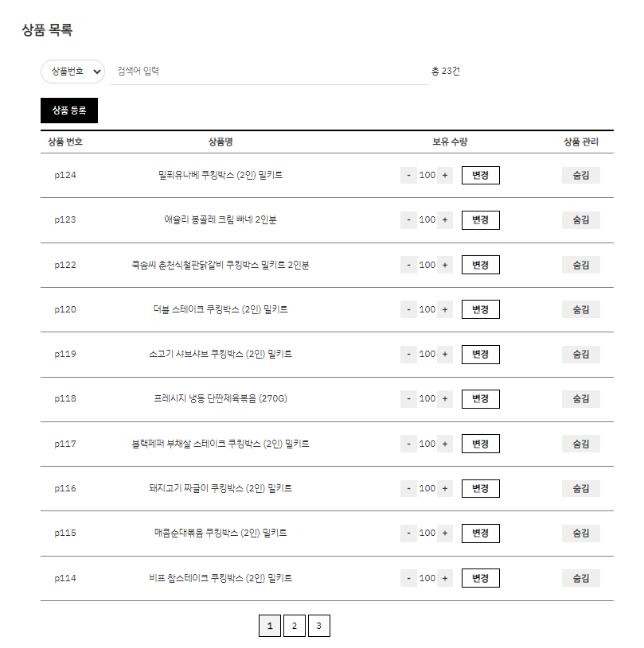 상품 목록
상품번호 검색어 입력 총 23건
상품 등록
상품 번호 상품명 보유 수량 상품 관리
p124 밀푀유나베 쿠킹박스 (2인) 밀키트 - 100 + 변경 숨김
p123 애슐리 봉골레 크림 빠네 2인분 - 100 + 변경 숨김
p122 쿡솜씨 춘천식철판닭갈비 쿠킹박스 밀키트 2인분 - 100 + 변경 숨김
p120 더블 스테이크 쿠킹박스 (2인) 밀키트 - 100 + 변경 숨김
p119 소고기 샤브샤브 쿠킹박스 (2인) 밀키트 - 100 + 변경 숨김
p118 프레시지 냉동 단짠제육볶음 (270G) - 100 + 변경 숨김
p117 블랙페퍼 부채살 스테이크 쿠킹박스 (2인) 밀키트 - 100 + 변경 숨김
p116 돼지고기 짜글이 쿠킹박스 (2인) 밀키트 - 100 + 변경 숨김
p115 매콤순대볶음 쿠킹박스 (2인) 밀키트 - 100 + 변경 숨김
p114 비프 찹스테이크 쿠킹박스 (2인) 밀키트 - 100 + 변경 숨김
1 2 3